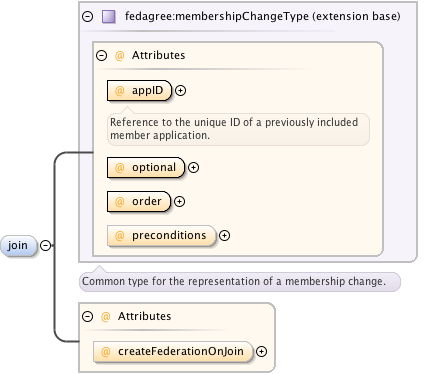 fedagree:membershipChangeType (extension base)
@ Attributes
@ appID
Reference to the unique ID of a previously included
member application.
@ optional
@ order
@ preconditions
join
Common type for the representation of a membership change.
@ Attributes
@ createFederationOnJoin